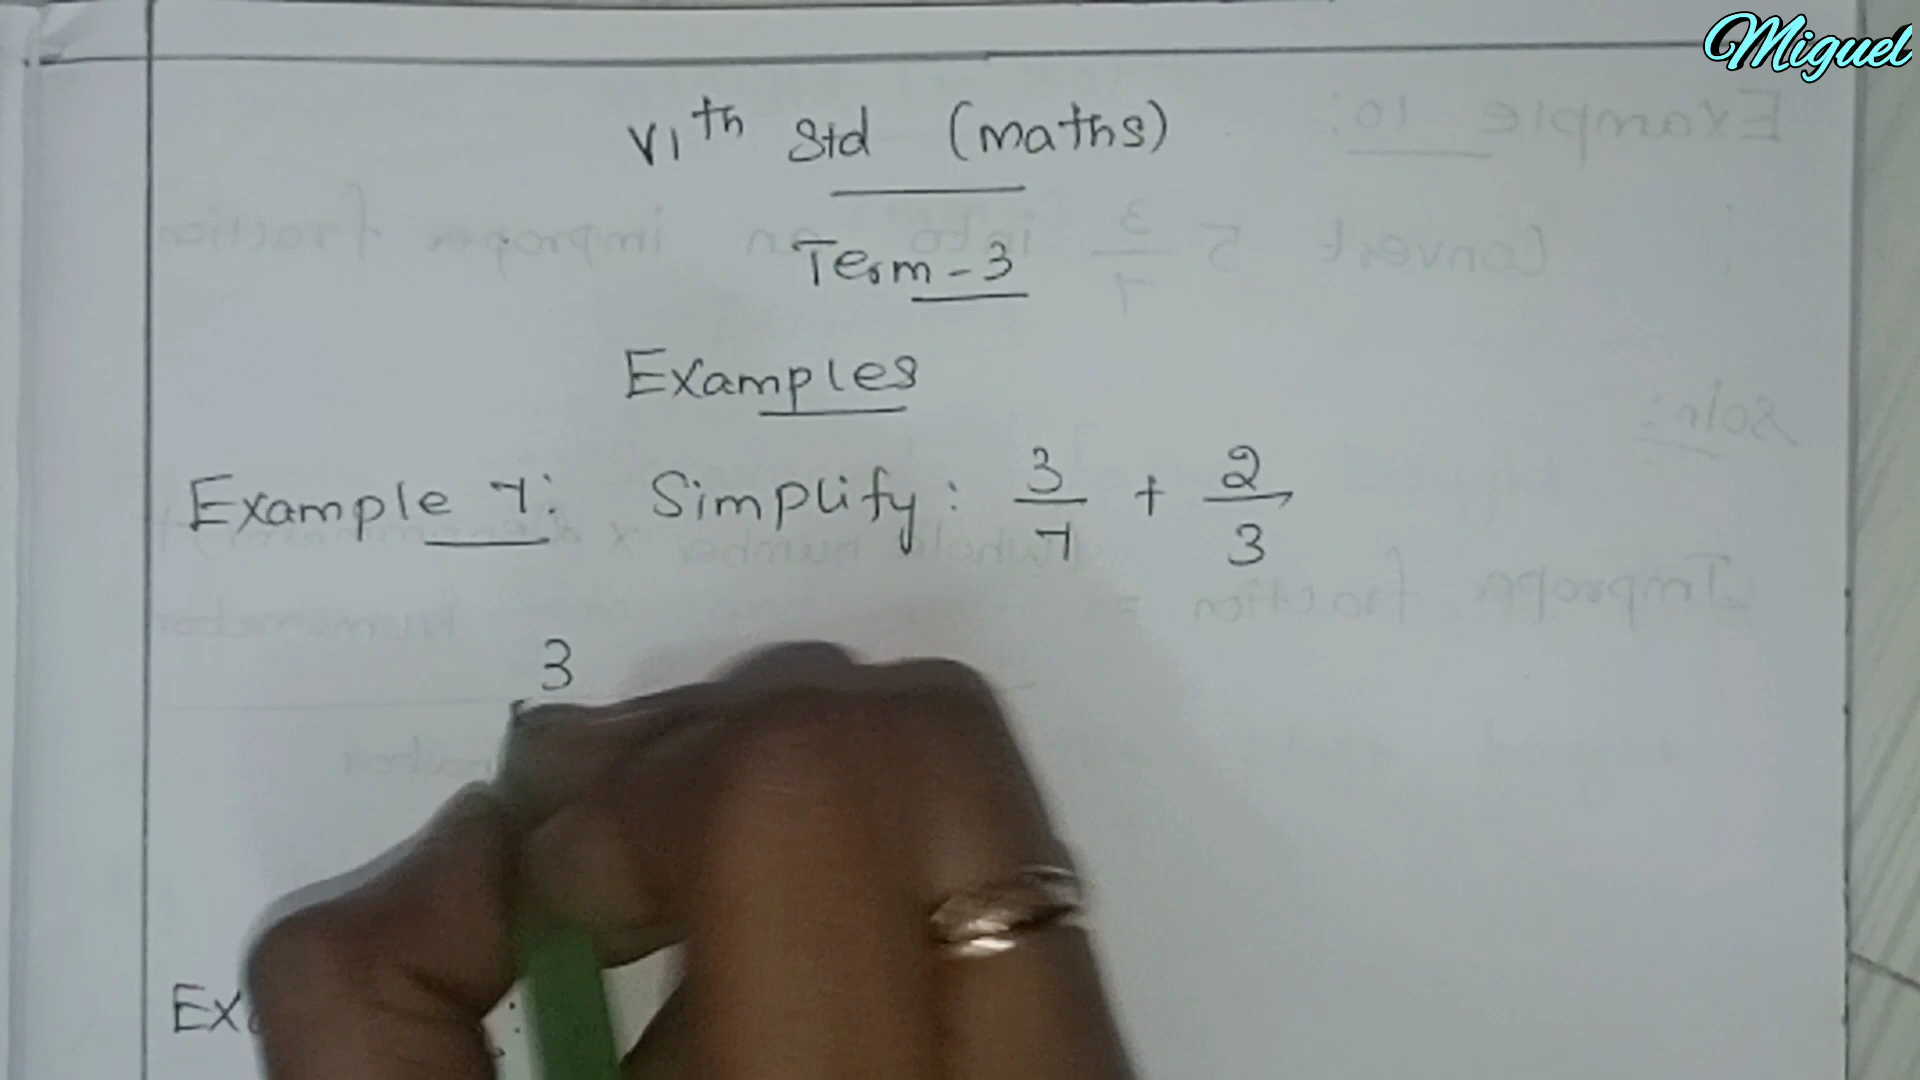 Miguel
VIth Std (maths)
Term - 3
Examples
Example 7: Simplify: 3/7 + 2/3
3
Ex